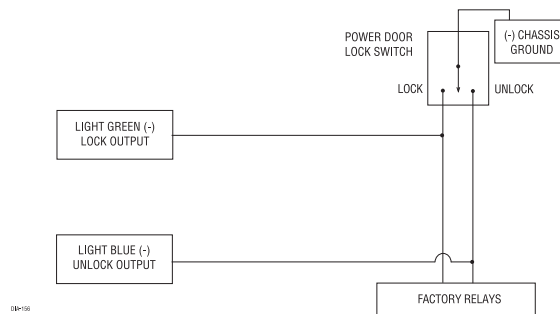 POWER DOOR
LOCK SWITCH
(-) CHASSIS
GROUND
LOCK
UNLOCK
LIGHT GREEN (-)
LOCK OUTPUT
LIGHT BLUE (-)
UNLOCK OUTPUT
FACTORY RELAYS
DIA-156